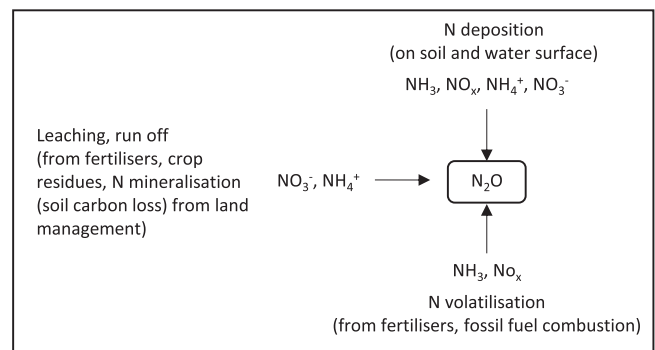 N deposition
(on soil and water surface)
NH₃, NOₓ, NH₄⁺, NO₃⁻
Leaching, run off
(from fertilisers, crop
residues, N mineralisation
(soil carbon loss) from land
management)
NO₃⁻, NH₄⁺
N₂O
NH₃, Noₓ
N volatilisation
(from fertilisers, fossil fuel combustion)